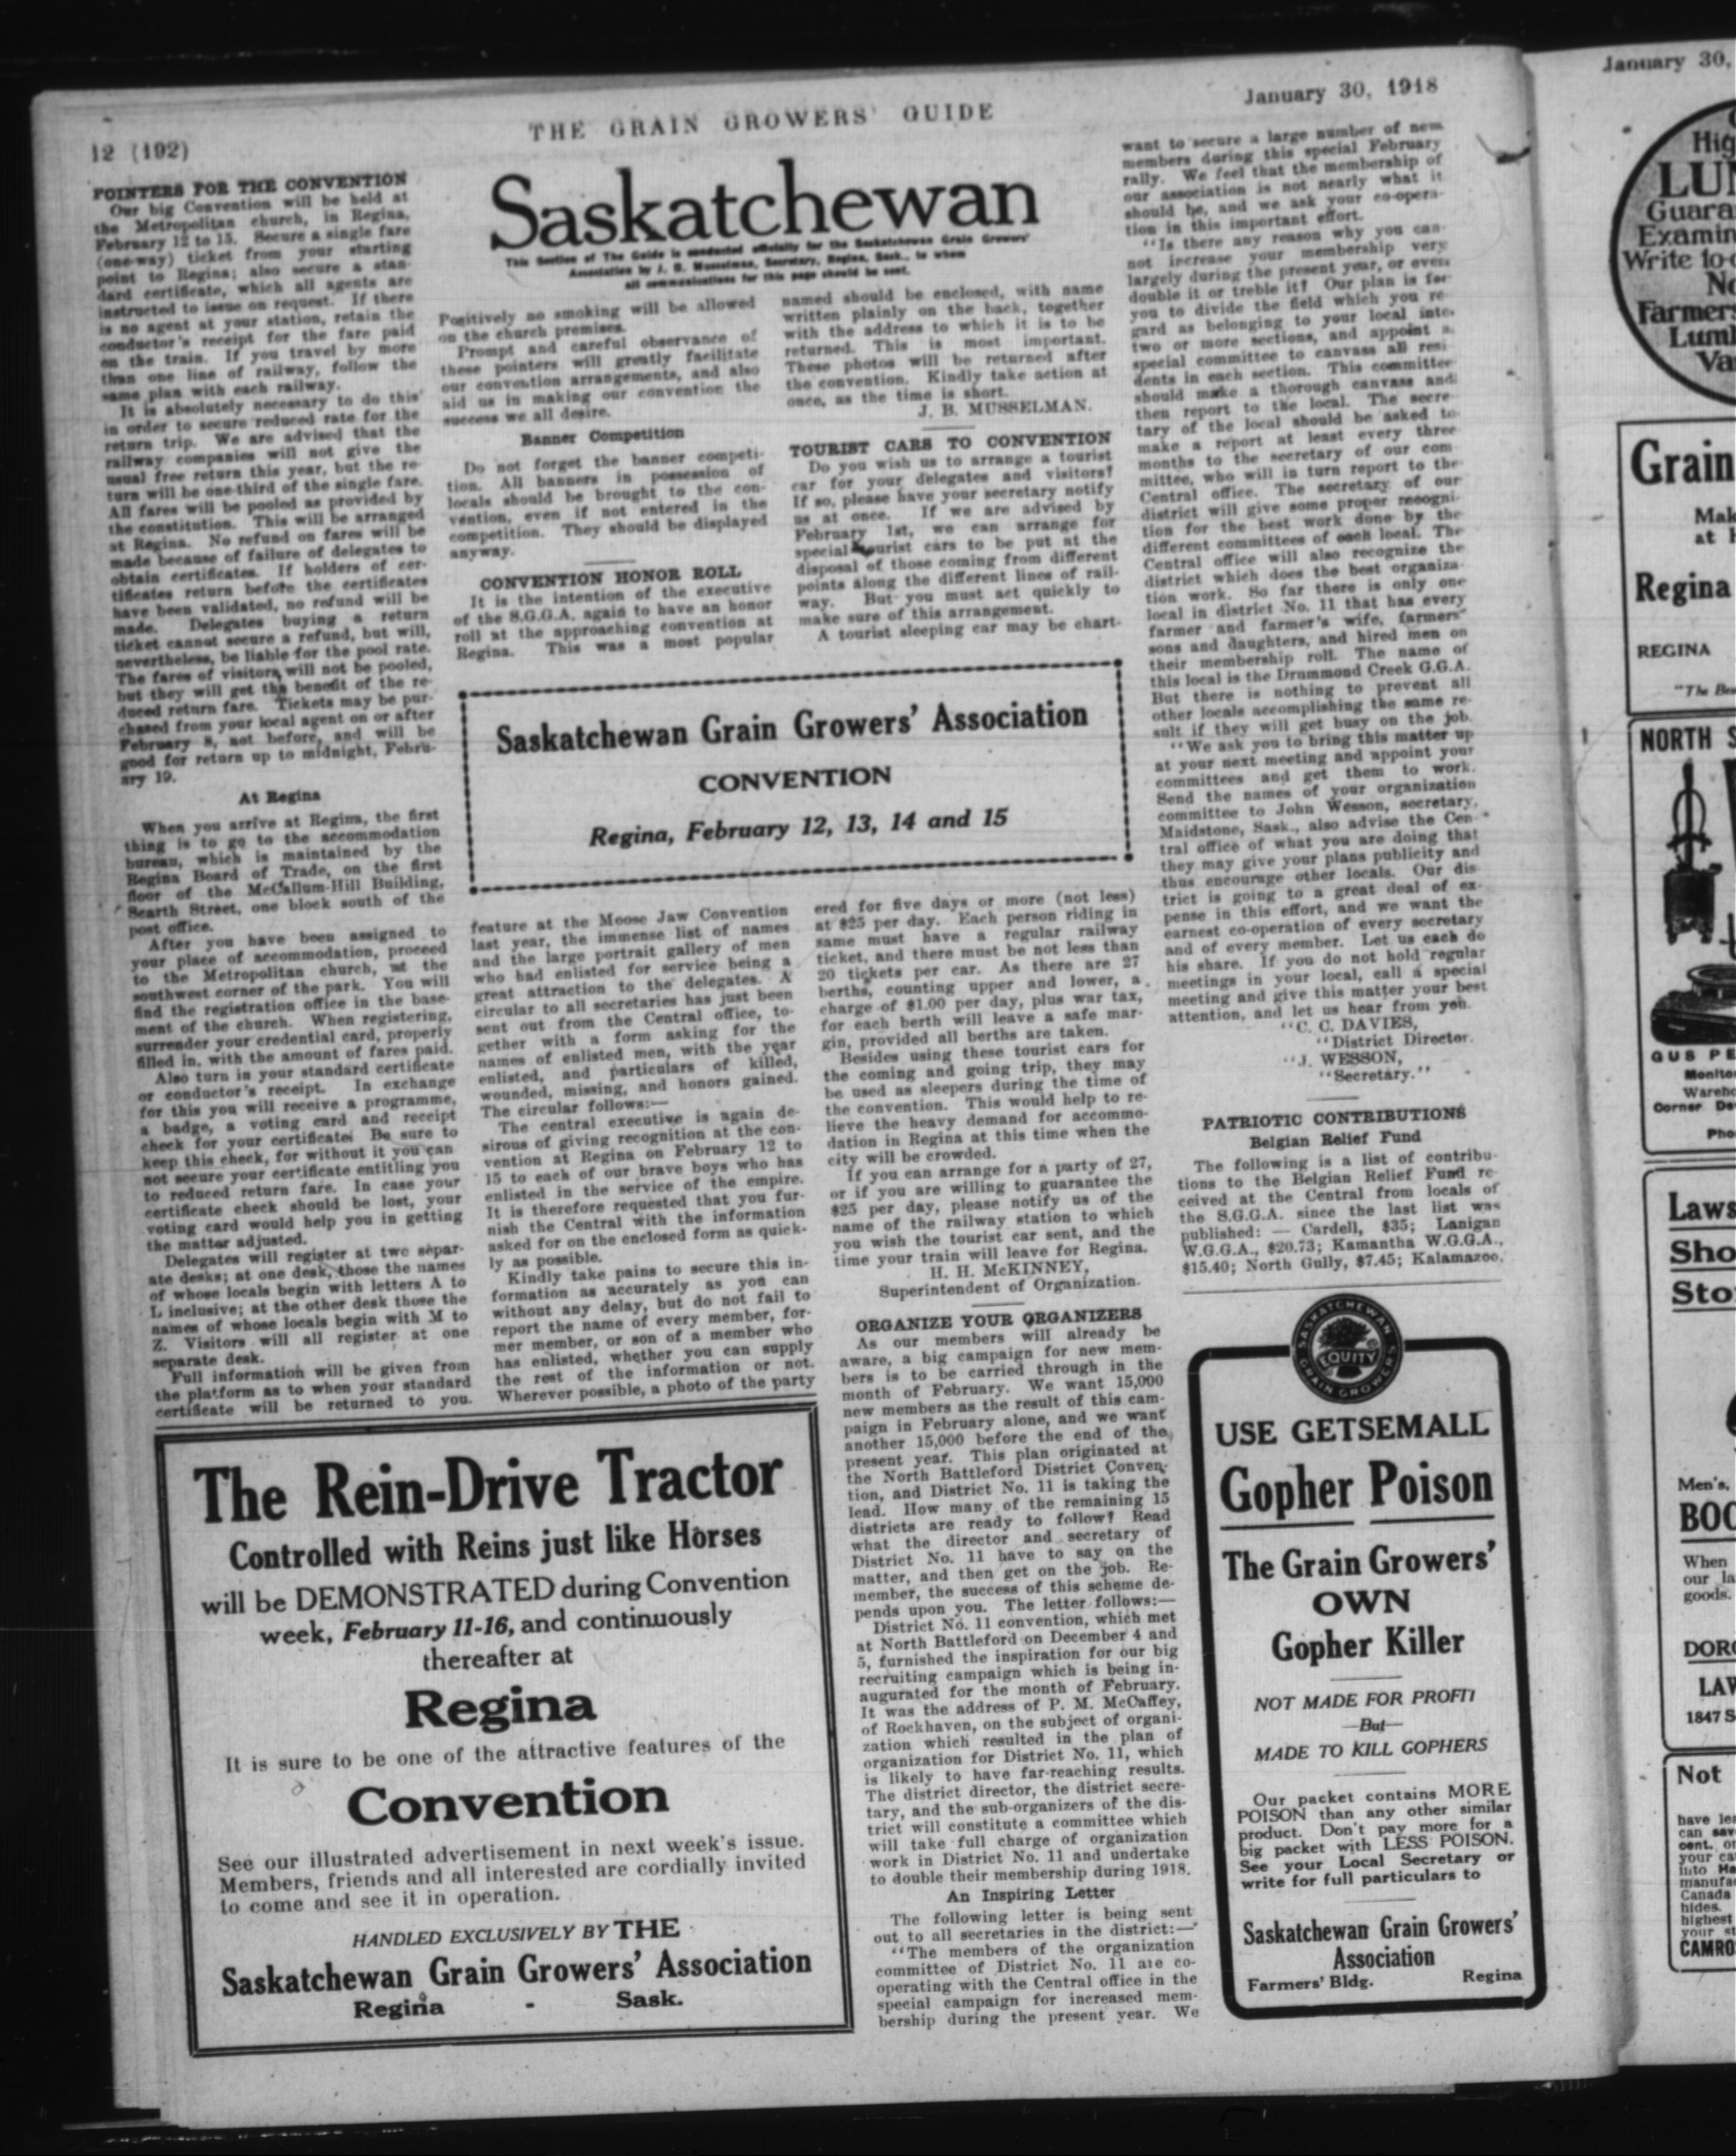 12 (192)
THE GRAIN GROWERS' GUIDE
January 30, 1918
POINTERS FOR THE CONVENTION
Our big Convention will be held at
the Metropolitan church, in Regina,
February 12 to 15. Secure a single fare
(one-way) ticket from your starting
point to Regina; also secure a stan-
dard certificate, which all agents are
instructed to issue on request. If there
is no agent at your station, retain the
conductor's receipt for the fare paid
on the train. If you travel by more
than one line of railway, follow the
same plan with each railway.
It is absolutely necessary to do this
in order to secure reduced rate for the
return trip. We are advised that the
railway companies will not give the
usual free return this year, but the re-
turn will be one-third of the single fare.
All fares will be pooled as provided by
the constitution. This will be arranged
at Regina. No refund on fares will be
made because of failure of delegates to
obtain certificates. If holders of cer-
tificates return before the certificates
have been validated, no refund will be
made. Delegates buying a return
ticket cannot secure a refund, but will,
nevertheless, be liable for the pool rate.
The fares of visitors will not be pooled,
but they will get the benefit of the re-
duced return fare. Tickets may be pur-
chased from your local agent on or after
February 8, not before, and will be
good for return up to midnight, Febru-
ary 19.
At Regina
When you arrive at Regina, the first
thing is to go to the accommodation
bureau, which is maintained by the
Regina Board of Trade, on the first
floor of the McCallum-Hill Building,
Scarth Street, one block south of the
post office.
After you have been assigned to
your place of accommodation, proceed
to the Metropolitan church, at the
southwest corner of the park. You will
find the registration office in the base-
ment of the church. When registering,
surrender your credential card, properly
filled in, with the amount of fares paid.
Also turn in your standard certificate
or conductor's receipt. In exchange
for this you will receive a programme,
a badge, a voting card and receipt
check for your certificate. Be sure to
keep this check, for without it you can
not secure your certificate entitling you
to reduced return fare. In case your
certificate check should be lost, your
voting card would help you in getting
the matter adjusted.
Delegates will register at two separ-
ate desks; at one desk, those the names
of whose locals begin with letters A to
L inclusive; at the other desk those the
names of whose locals begin with M to
Z. Visitors will all register at one
separate desk.
Full information will be given from
the platform as to when your standard
certificate will be returned to you.
Saskatchewan
This Section of The Guide is conducted officially for the Saskatchewan Grain Growers'
Association by J. B. Musselman, Secretary, Regina, Sask., to whom
all communications for this page should be sent.
Positively no smoking will be allowed
on the church premises.
Prompt and careful observance of
these pointers will greatly facilitate
our convention arrangements, and also
aid us in making our convention the
success we all desire.
Banner Competition
Do not forget the banner competi-
tion. All banners in possession of
locals should be brought to the con-
vention, even if not entered in the
competition. They should be displayed
anyway.
CONVENTION HONOR ROLL
It is the intention of the executive
of the S.G.G.A. again to have an honor
roll at the approaching convention at
Regina. This was a most popular
named should be enclosed, with name
written plainly on the back, together
with the address to which it is to be
returned. This is most important.
These photos will be returned after
the convention. Kindly take action at
once, as the time is short.
J. B. MUSSELMAN.
TOURIST CARS TO CONVENTION
Do you wish us to arrange a tourist
car for your delegates and visitors?
If so, please have your secretary notify
us at once. If we are advised by
February 1st, we can arrange for
special tourist cars to be put at the
disposal of those coming from different
points along the different lines of rail-
way. But you must act quickly to
make sure of this arrangement.
A tourist sleeping car may be chart-
Saskatchewan Grain Growers' Association
CONVENTION
Regina, February 12, 13, 14 and 15
feature at the Moose Jaw Convention
last year, the immense list of names
and the large portrait gallery of men
who had enlisted for service being a
great attraction to the delegates. A
circular to all secretaries has just been
sent out from the Central office, to-
gether with a form asking for the
names of enlisted men, with the year
enlisted, and particulars of killed,
wounded, missing, and honors gained.
The circular follows:—
The central executive is again de-
sirous of giving recognition at the con-
vention at Regina on February 12 to
15 to each of our brave boys who has
enlisted in the service of the empire.
It is therefore requested that you fur-
nish the Central with the information
asked for on the enclosed form as quick-
ly as possible.
Kindly take pains to secure this in-
formation as accurately as you can
without any delay, but do not fail to
report the name of every member, for-
mer member, or son of a member who
has enlisted, whether you can supply
the rest of the information or not.
Wherever possible, a photo of the party
ered for five days or more (not less)
at $25 per day. Each person riding in
same must have a regular railway
ticket, and there must be not less than
20 tickets per car. As there are 27
berths, counting upper and lower, a
charge of $1.00 per day, plus war tax,
for each berth will leave a safe mar-
gin, provided all berths are taken.
Besides using these tourist cars for
the coming and going trip, they may
be used as sleepers during the time of
the convention. This would help to re-
lieve the heavy demand for accommo-
dation in Regina at this time when the
city will be crowded.
If you can arrange for a party of 27,
or if you are willing to guarantee the
$25 per day, please notify us of the
name of the railway station to which
you wish the tourist car sent, and the
time your train will leave for Regina.
H. H. McKINNEY,
Superintendent of Organization.
ORGANIZE YOUR ORGANIZERS
As our members will already be
aware, a big campaign for new mem-
bers is to be carried through in the
month of February. We want 15,000
new members as the result of this cam-
paign in February alone, and we want
another 15,000 before the end of the
present year. This plan originated at
the North Battleford District Conven-
tion, and District No. 11 is taking the
lead. How many of the remaining 15
districts are ready to follow? Read
what the director and secretary of
District No. 11 have to say on the
matter, and then get on the job. Re-
member, the success of this scheme de-
pends upon you. The letter follows:—
District No. 11 convention, which met
at North Battleford on December 4 and
5, furnished the inspiration for our big
recruiting campaign which is being in-
augurated for the month of February.
It was the address of P. M. McCaffey,
of Rockhaven, on the subject of organi-
zation which resulted in the plan of
organization for District No. 11, which
is likely to have far-reaching results.
The district director, the district secre-
tary, and the sub-organizers of the dis-
trict will constitute a committee which
will take full charge of organization
work in District No. 11 and undertake
to double their membership during 1918.
An Inspiring Letter
The following letter is being sent
out to all secretaries in the district:—
"The members of the organization
committee of District No. 11 are co-
operating with the Central office in the
special campaign for increased mem-
bership during the present year. We
want to secure a large number of new
members during this special February
rally. We feel that the membership of
our association is not nearly what it
should be, and we ask your co-opera-
tion in this important effort.
"Is there any reason why you can-
not increase your membership very
largely during the present year, or even
double it or treble it? Our plan is for
you to divide the field which you re-
gard as belonging to your local into
two or more sections, and appoint a
special committee to canvass all resi-
dents in each section. This committee
should make a thorough canvass and
then report to the local. The secre-
tary of the local should be asked to
make a report at least every three
months to the secretary of our com-
mittee, who will in turn report to the
Central office. The secretary of our
district will give some proper recogni-
tion for the best work done by the
different committees of each local. The
Central office will also recognize the
district which does the best organiza-
tion work. So far there is only one
local in district No. 11 that has every
farmer and farmer's wife, farmers'
sons and daughters, and hired men on
their membership roll. The name of
this local is the Drummond Creek G.G.A.
But there is nothing to prevent all
other locals accomplishing the same re-
sult if they will get busy on the job.
"We ask you to bring this matter up
at your next meeting and appoint your
committees and get them to work.
Send the names of your organization
committee to John Wesson, secretary,
Maidstone, Sask., also advise the Cen-
tral office of what you are doing that
they may give your plans publicity and
thus encourage other locals. Our dis-
trict is going to a great deal of ex-
pense in this effort, and we want the
earnest co-operation of every secretary
and of every member. Let us each do
his share. If you do not hold regular
meetings in your local, call a special
meeting and give this matter your best
attention, and let us hear from you.
"C. C. DAVIES,
"District Director.
"J. WESSON,
"Secretary."
PATRIOTIC CONTRIBUTIONS
Belgian Relief Fund
The following is a list of contribu-
tions to the Belgian Relief Fund re-
ceived at the Central from locals of
the S.G.G.A. since the last list was
published: — Cardell, $35; Lanigan
W.G.G.A., $20.73; Kamantha W.G.G.A.,
$15.40; North Gully, $7.45; Kalamazoo,
The Rein-Drive Tractor
Controlled with Reins just like Horses
will be DEMONSTRATED during Convention
week, February 11-16, and continuously
thereafter at
Regina
It is sure to be one of the attractive features of the
Convention
See our illustrated advertisement in next week's issue.
Members, friends and all interested are cordially invited
to come and see it in operation.
HANDLED EXCLUSIVELY BY THE
Saskatchewan Grain Growers' Association
Regina - Sask.
SASKATCHEWAN
EQUITY
GRAIN GROWERS
USE GETSEMALL
Gopher Poison
The Grain Growers'
OWN
Gopher Killer
NOT MADE FOR PROFIT!
—But—
MADE TO KILL GOPHERS
Our packet contains MORE
POISON than any other similar
product. Don't pay more for a
big packet with LESS POISON.
See your Local Secretary or
write for full particulars to
Saskatchewan Grain Growers'
Association
Farmers' Bldg. Regina
January 30,
Hig
LU
Guara
Examin
Write to
No
Farmers
Lum
Va
Grain
Mak
at
Regina
REGINA
"The Be
NORTH S
GUS PE
Monito
Wareho
Corner De
Pho
Laws
Sho
Sto
Men's,
BOO
When
our la
goods.
DOR
LAW
1847 S
Not
have le
can sav
cent. o
your ca
into Ha
manufa
Canada
hides.
highest
your st
CAMRO